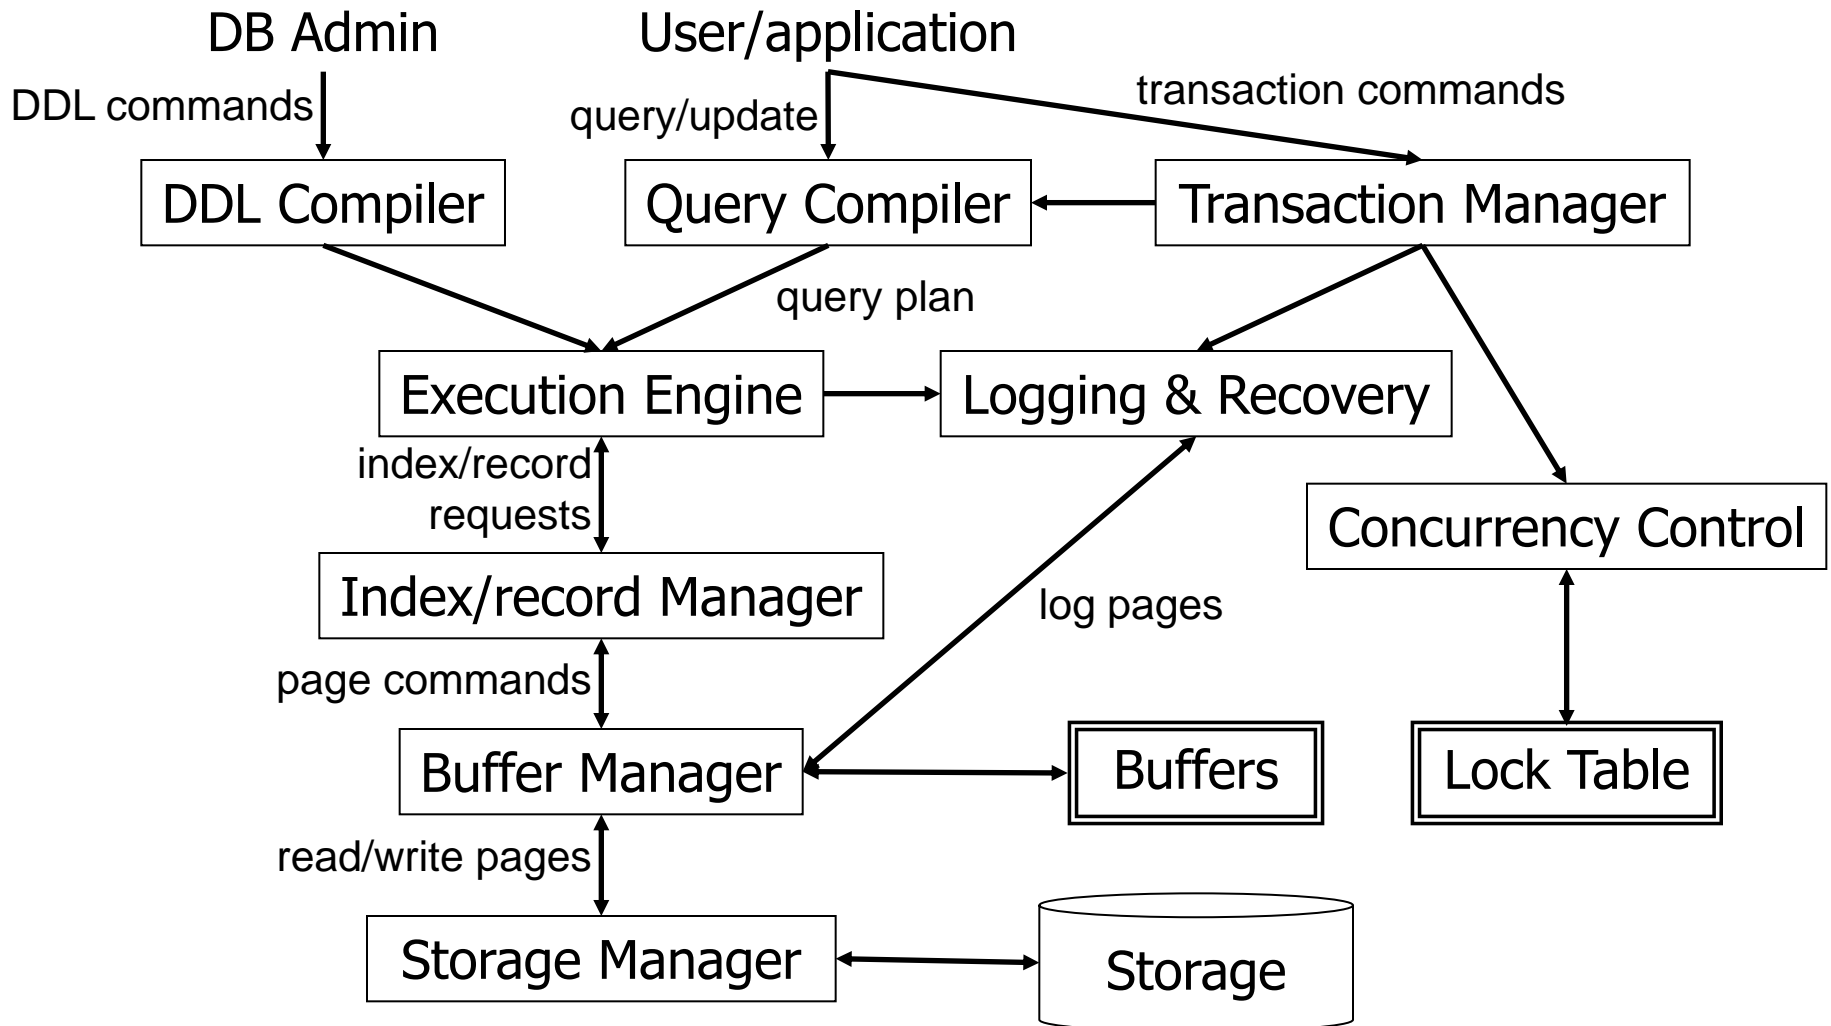 DB Admin
User/application
DDL commands
query/update
transaction commands
DDL Compiler
Query Compiler
Transaction Manager
query plan
Execution Engine
Logging & Recovery
index/record
requests
Concurrency Control
Index/record Manager
log pages
page commands
Buffer Manager
Buffers
Lock Table
read/write pages
Storage Manager
Storage